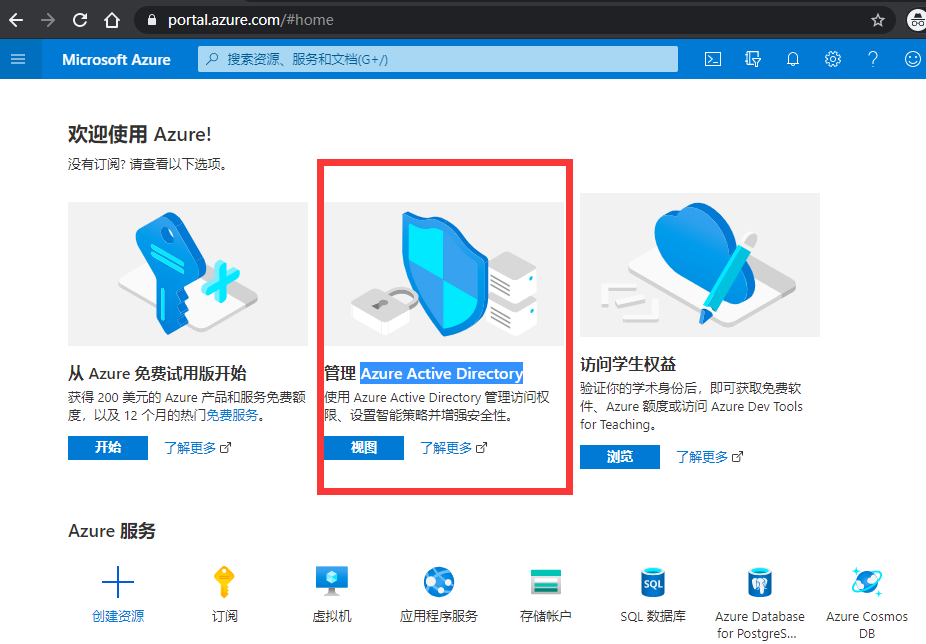 portal.azure.com/#home
Microsoft Azure
搜索资源、服务和文档(G+/)
欢迎使用 Azure!
没有订阅? 请查看以下选项。
从 Azure 免费试用版开始
获得 200 美元的 Azure 产品和服务免费额
度，以及 12 个月的热门免费服务。
开始
了解更多
管理 Azure Active Directory
使用 Azure Active Directory 管理访问权
限、设置智能策略并增强安全性。
视图
了解更多
访问学生权益
验证你的学术身份后，即可获取免费软
件、Azure 额度或访问 Azure Dev Tools
for Teaching。
浏览
了解更多
Azure 服务
创建资源
订阅
虚拟机
应用程序服务
存储帐户
SQL
SQL 数据库
Azure Database
for PostgreS...
Azure Cosmos
DB